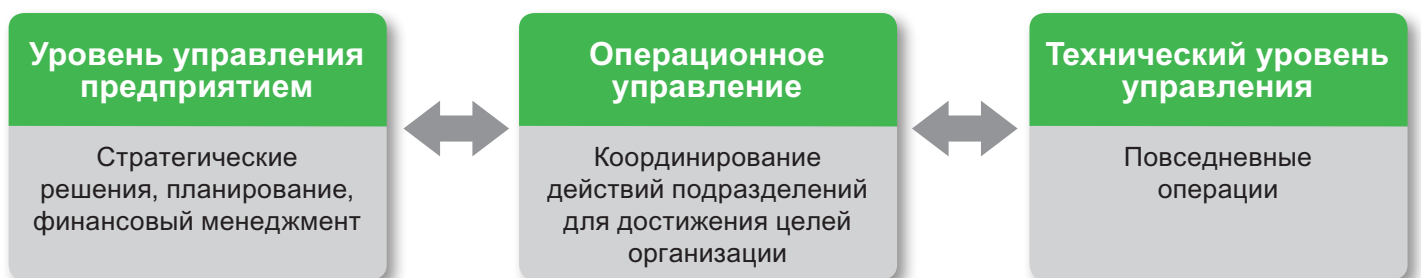 Уровень управления
предприятием
Стратегические
решения, планирование,
финансовый менеджмент
Операционное
управление
Координирование
действий подразделений
для достижения целей
организации
Технический уровень
управления
Повседневные
операции